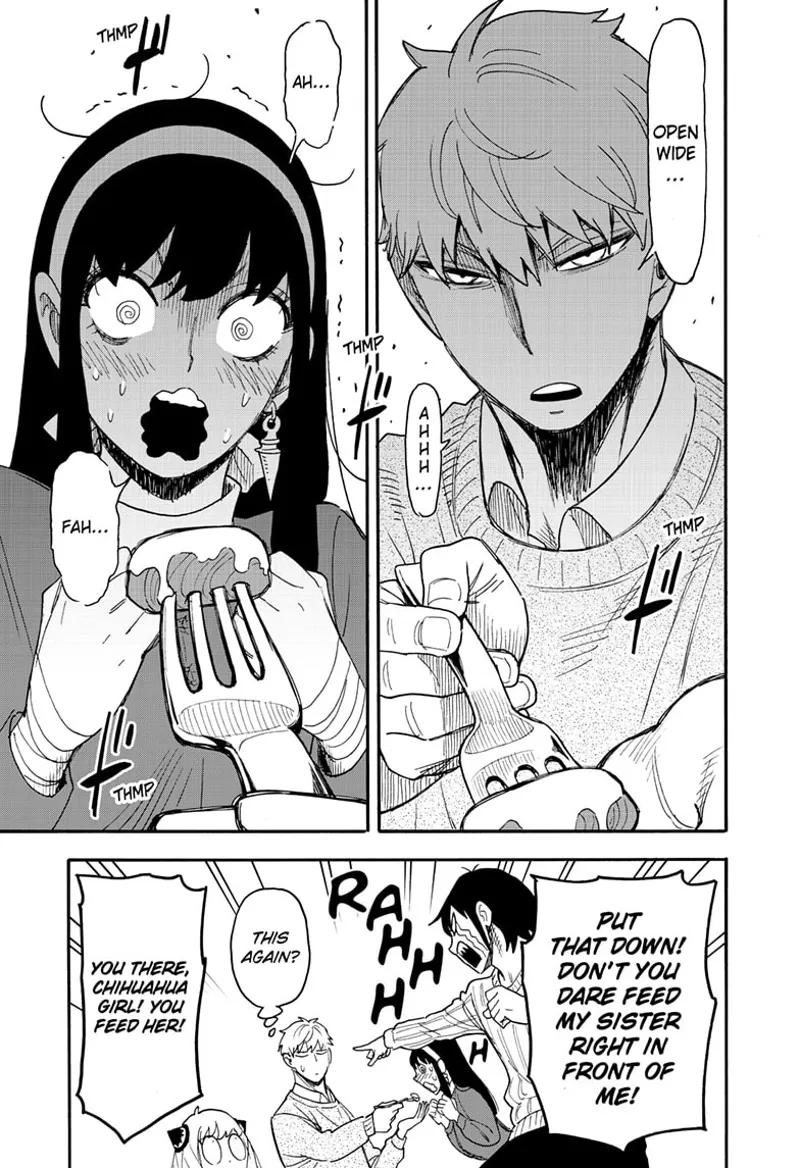 OPEN
WIDE
...
AHHH...
THMP
THMP
AH...
THMP
FAH...
THMP
PUT
THAT DOWN!
DON'T YOU
DARE FEED
MY SISTER
RIGHT IN
FRONT OF
ME!
RAHHHHH
THIS
AGAIN?
YOU THERE,
CHIHUAHUA
GIRL! YOU
FEED HER!